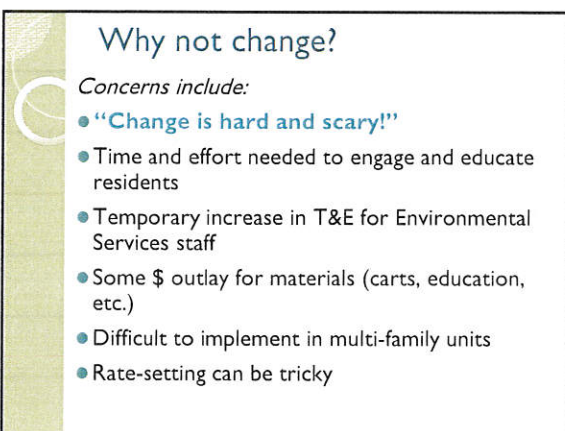 Why not change?
Concerns include:
• "Change is hard and scary!"
• Time and effort needed to engage and educate
residents
• Temporary increase in T&E for Environmental
Services staff
• Some $ outlay for materials (carts, education,
etc.)
• Difficult to implement in multi-family units
• Rate-setting can be tricky